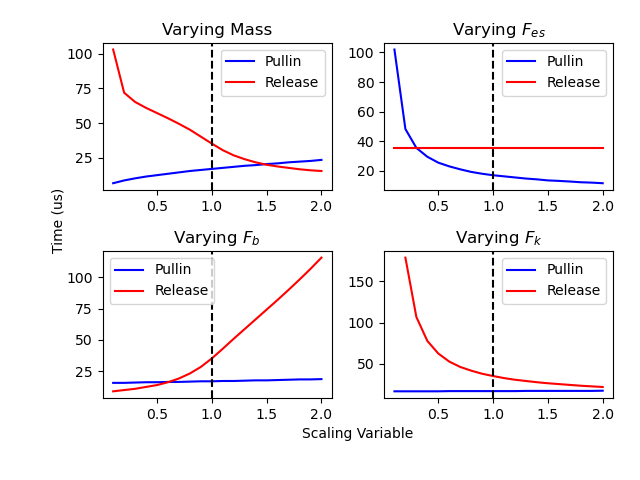 Varying Mass
100
75
50
25
Pullin
Release
0.5
1.0
1.5
2.0
Varying $F_{es}$
100
80
60
40
20
Pullin
Release
0.5
1.0
1.5
2.0
Time (us)
Varying $F_b$
100
75
50
25
Pullin
Release
0.5
1.0
1.5
2.0
Varying $F_k$
150
100
50
Pullin
Release
0.5
1.0
1.5
2.0
Scaling Variable